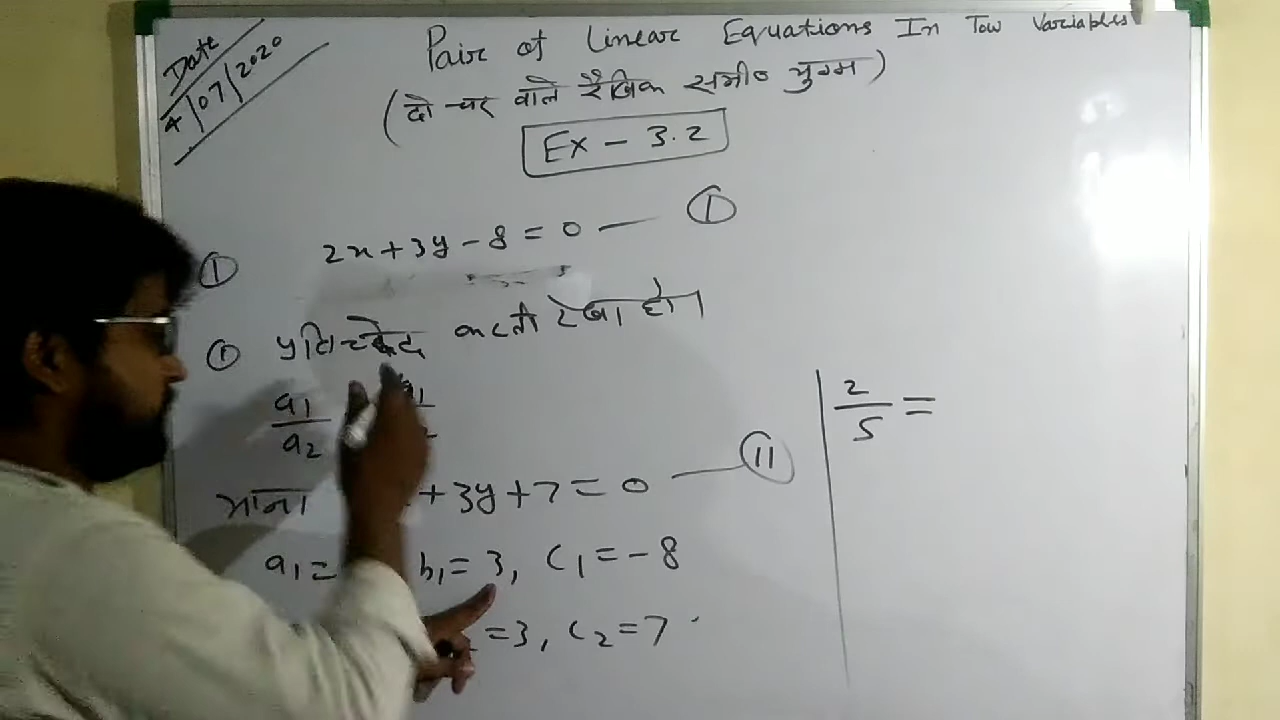 Date
4/07/2020
Pair of Linear Equations In Tow Variables
(दो चर वाले रैखिक समी० युग्म)
Ex - 3.2
① 2x+3y-8=0 — ①
① प्रतिच्छेद करती रेखा हो।
a₁/a₂
+3y+7=0 — ⑪
माना
a₁= b₁=3, C₁=-8
=3, C₂=7
2/5 =